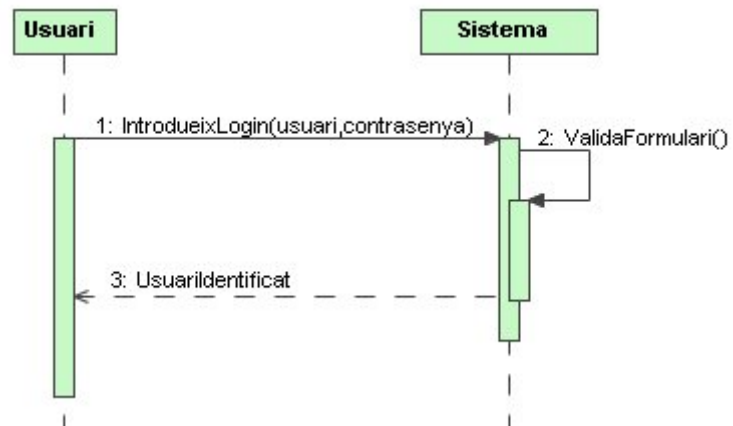 Usuari
Sistema
1: IntrodueixLogin(usuari,contrasenya)
2: ValidaFormulari()
3: UsuariIdentificat